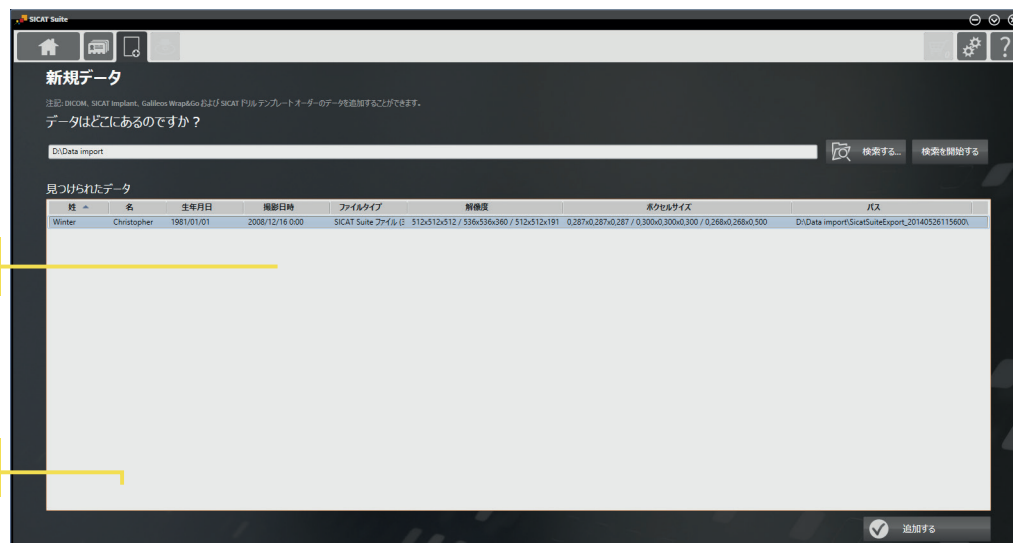 SICAT Suite
?
新規データ
注記: DICOM、SICAT Implant、Galileos Wrap&Go および SICAT ドリル テンプレート オーダーのデータを追加することができます。
データはどこにあるのですか?
D:\Data import 検索する... 検索を開始する
見つけられたデータ
姓 名 生年月日 撮影日時 ファイルタイプ 解像度 ボクセルサイズ パス
Winter Christopher 1981/01/01 2008/12/16 0:00 SICAT Suite ファイル (3 512x512x512 / 536x536x360 / 512x512x191 0,287x0,287x0,287 / 0,300x0,300x0,300 / 0,268x0,268x0,500 D:\Data import\SicatSuiteExport_20140526115600\
追加する